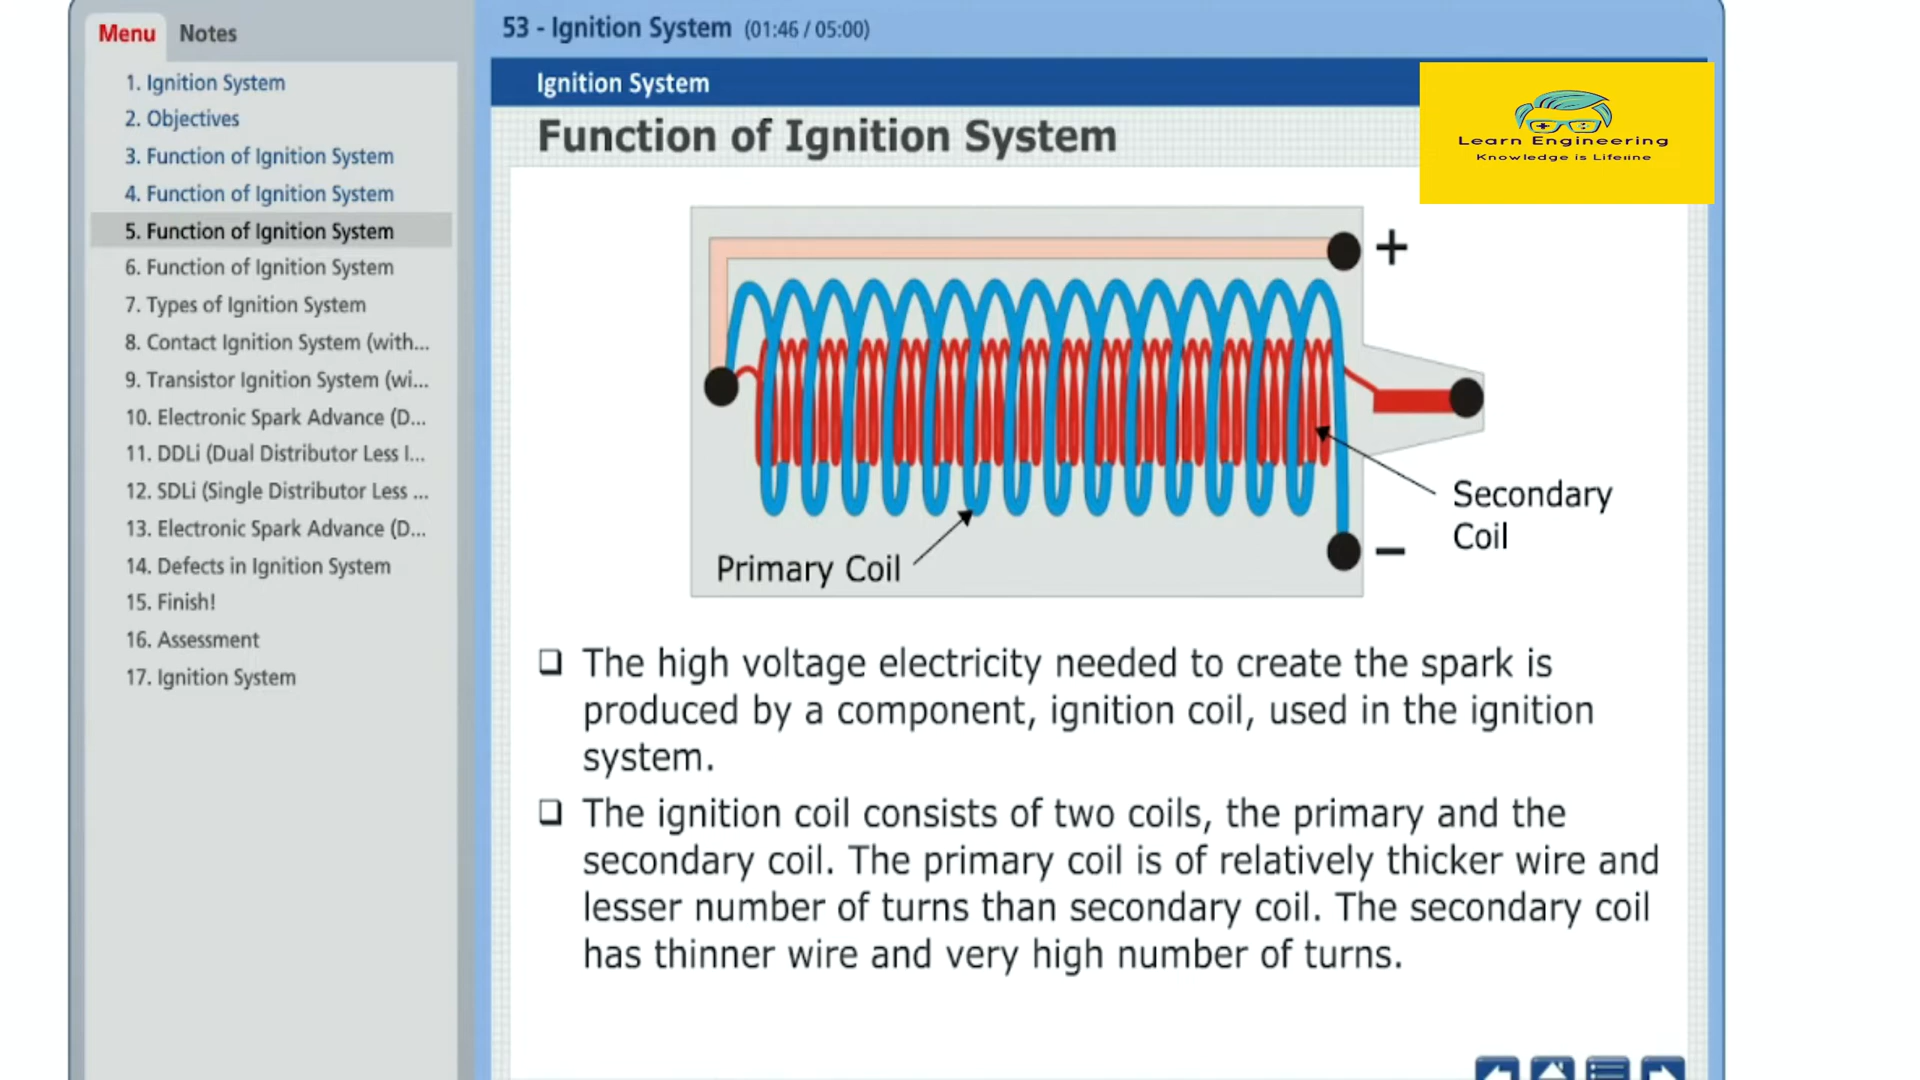 Menu Notes
1. Ignition System
2. Objectives
3. Function of Ignition System
4. Function of Ignition System
5. Function of Ignition System
6. Function of Ignition System
7. Types of Ignition System
8. Contact Ignition System (with...
9. Transistor Ignition System (wi...
10. Electronic Spark Advance (D...
11. DDLi (Dual Distributor Less I...
12. SDLi (Single Distributor Less ...
13. Electronic Spark Advance (D...
14. Defects in Ignition System
15. Finish!
16. Assessment
17. Ignition System
53 - Ignition System (01:46 / 05:00)
Ignition System
Learn Engineering
Knowledge is Lifeline
Function of Ignition System
+
Secondary
Coil
−
Primary Coil
The high voltage electricity needed to create the spark is
produced by a component, ignition coil, used in the ignition
system.
The ignition coil consists of two coils, the primary and the
secondary coil. The primary coil is of relatively thicker wire and
lesser number of turns than secondary coil. The secondary coil
has thinner wire and very high number of turns.